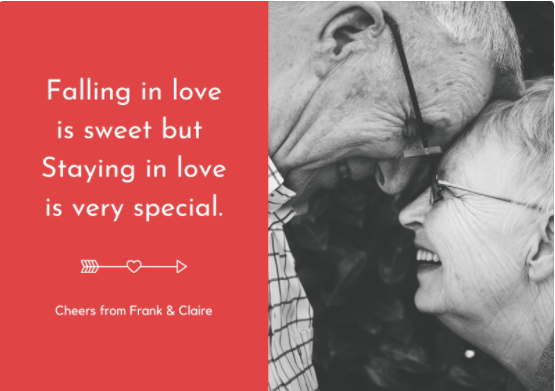 Falling in love
is sweet but
Staying in love
is very special.
Cheers from Frank & Claire